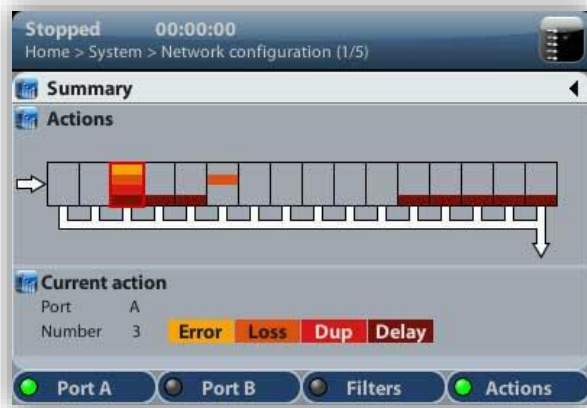 Stopped 00:00:00
Home > System > Network configuration (1/5)
Summary
Actions
Current action
Port A
Number 3 Error Loss Dup Delay
Port A Port B Filters Actions